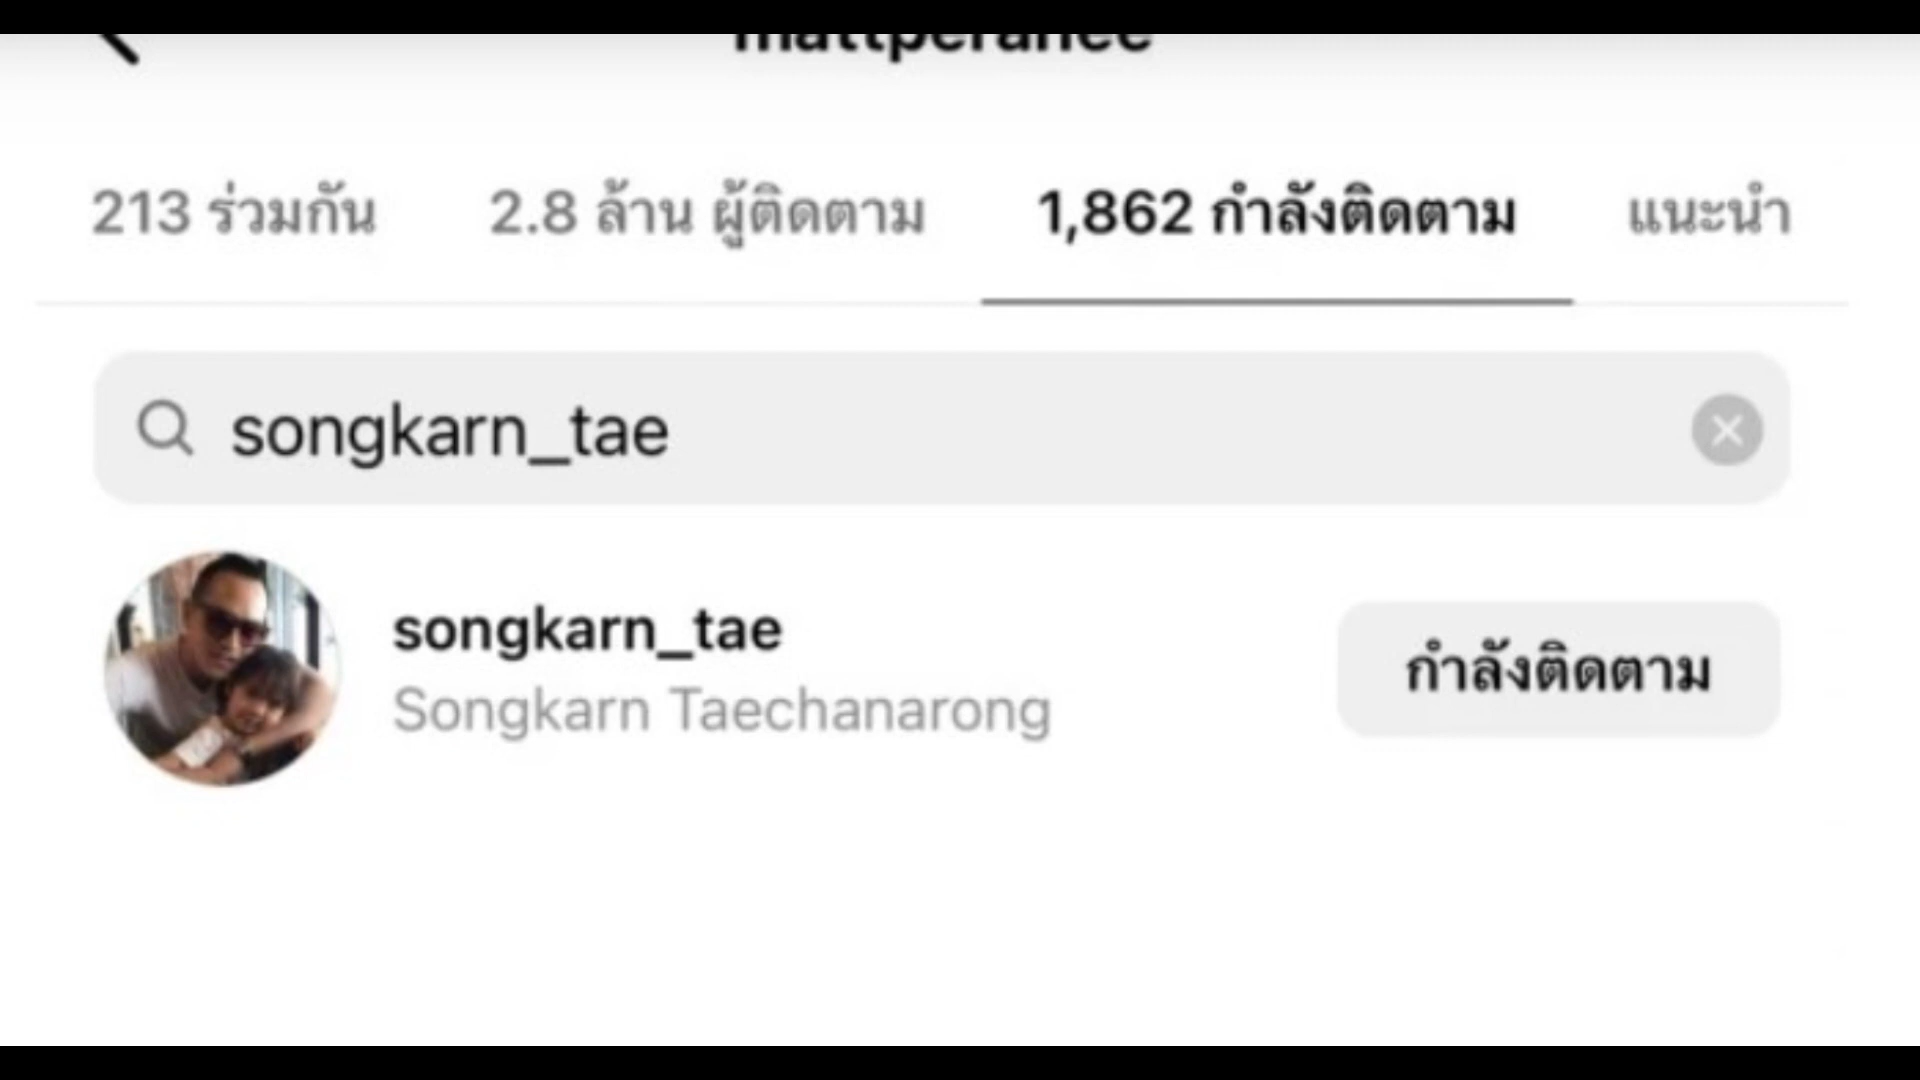 mattperanee
213 ร่วมกัน 2.8 ล้าน ผู้ติดตาม 1,862 กำลังติดตาม แนะนำ
songkarn_tae
songkarn_tae
Songkarn Taechanarong
กำลังติดตาม